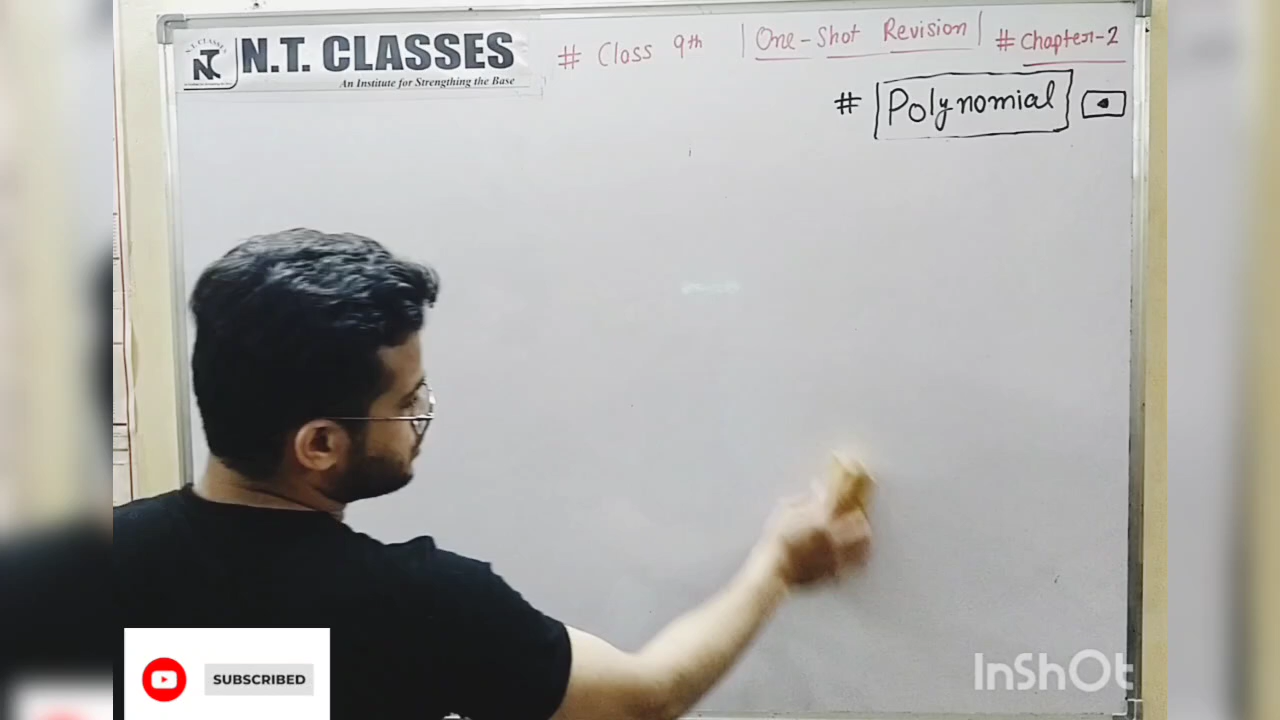 N.T. CLASSES
An Institute for Strengthing the Base
# Class 9th | One-Shot Revision | # Chapter-2
# Polynomial
SUBSCRIBED
InShOt